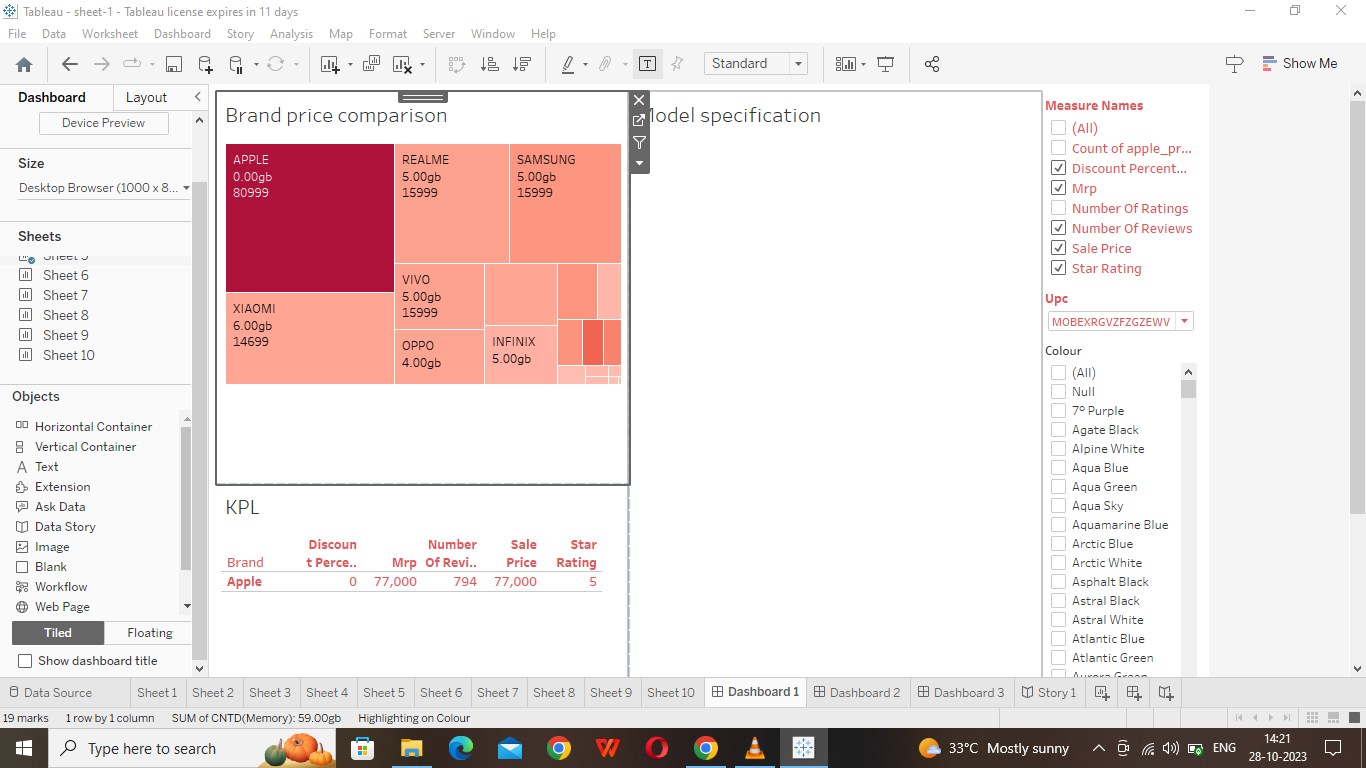 Tableau - sheet-1 - Tableau license expires in 11 days
File Data Worksheet Dashboard Story Analysis Map Format Server Window Help
Standard
Show Me
Dashboard Layout
Device Preview
Size
Desktop Browser (1000 x 8...
Sheets
Sheet 6
Sheet 7
Sheet 8
Sheet 9
Sheet 10
Objects
Horizontal Container
Vertical Container
Text
Extension
Ask Data
Data Story
Image
Blank
Workflow
Web Page
Tiled Floating
Show dashboard title
Brand price comparison
APPLE
0.00gb
80999
REALME
5.00gb
15999
SAMSUNG
5.00gb
15999
XIAOMI
6.00gb
14699
VIVO
5.00gb
15999
OPPO
4.00gb
INFINIX
5.00gb
KPL
Brand Discoun t Perce.. Mrp Number Of Revi.. Sale Price Star Rating
Apple 0 77,000 794 77,000 5
Model specification
Measure Names
(All)
Count of apple_pr...
Discount Percent...
Mrp
Number Of Ratings
Number Of Reviews
Sale Price
Star Rating
Upc
MOBEXRGVZFZGZEWV
Colour
(All)
Null
7º Purple
Agate Black
Alpine White
Aqua Blue
Aqua Green
Aqua Sky
Aquamarine Blue
Arctic Blue
Arctic White
Asphalt Black
Astral Black
Astral White
Atlantic Blue
Atlantic Green
Data Source Sheet 1 Sheet 2 Sheet 3 Sheet 4 Sheet 5 Sheet 6 Sheet 7 Sheet 8 Sheet 9 Sheet 10 Dashboard 1 Dashboard 2 Dashboard 3 Story 1
19 marks 1 row by 1 column SUM of CNTD(Memory): 59.00gb Highlighting on Colour
Type here to search
33°C Mostly sunny
ENG
14:21
28-10-2023